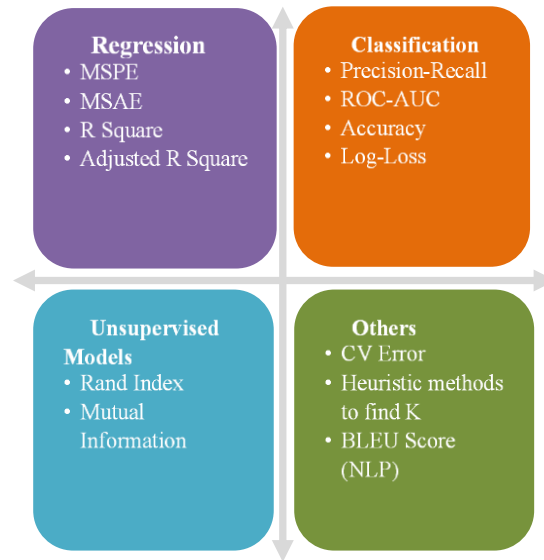 Regression
• MSPE
• MSAE
• R Square
• Adjusted R Square
Classification
• Precision-Recall
• ROC-AUC
• Accuracy
• Log-Loss
Unsupervised
Models
• Rand Index
• Mutual
Information
Others
• CV Error
• Heuristic methods
to find K
• BLEU Score
(NLP)